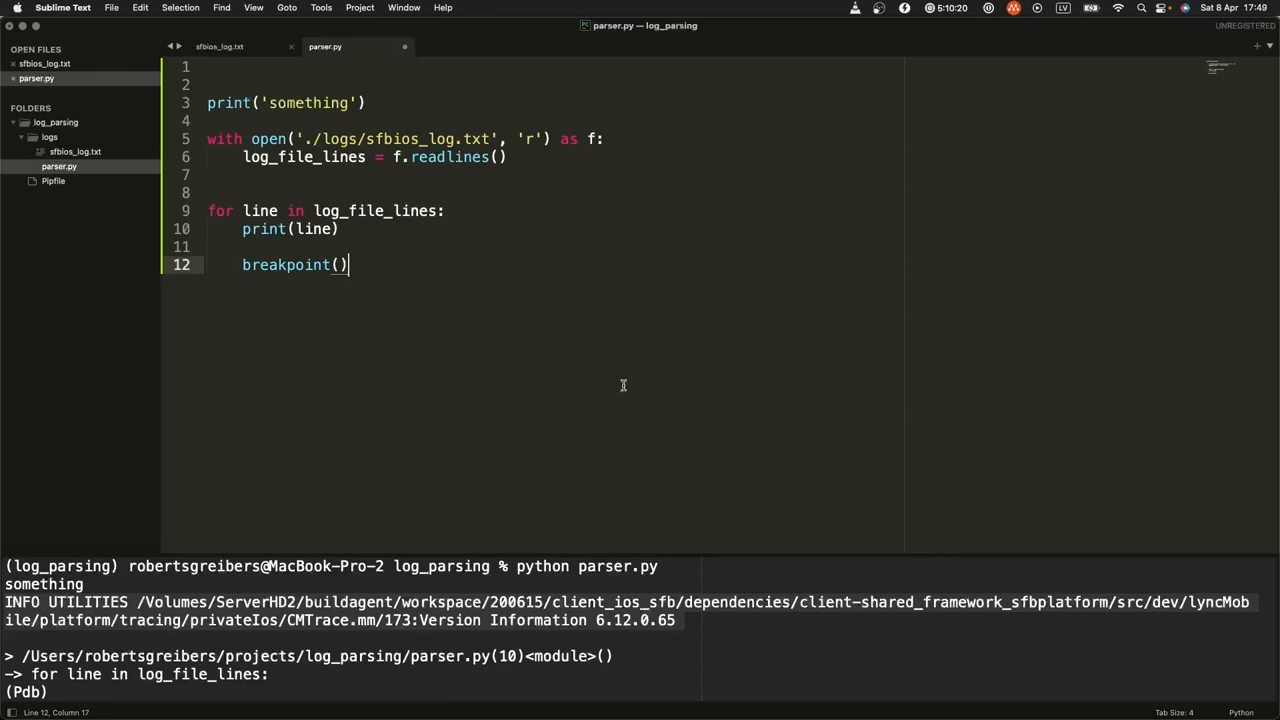 Sublime Text File Edit Selection Find View Goto Tools Project Window Help 5:10:20 LV Sat 8 Apr 17:49
parser.py — log_parsing UNREGISTERED
OPEN FILES
sfbios_log.txt
parser.py
FOLDERS
log_parsing
logs
sfbios_log.txt
parser.py
Pipfile
sfbios_log.txt parser.py
1
2
3 print('something')
4
5 with open('./logs/sfbios_log.txt', 'r') as f:
6 log_file_lines = f.readlines()
7
8
9 for line in log_file_lines:
10 print(line)
11
12 breakpoint()
(log_parsing) robertsgreibers@MacBook-Pro-2 log_parsing % python parser.py
something
INFO UTILITIES /Volumes/ServerHD2/buildagent/workspace/200615/client_ios_sfb/dependencies/client-shared_framework_sfbplatform/src/dev/lyncMob
ile/platform/tracing/privateIos/CMTrace.mm/173:Version Information 6.12.0.65
> /Users/robertsgreibers/projects/log_parsing/parser.py(10)<module>()
-> for line in log_file_lines:
(Pdb)
Line 12, Column 17 Tab Size: 4 Python